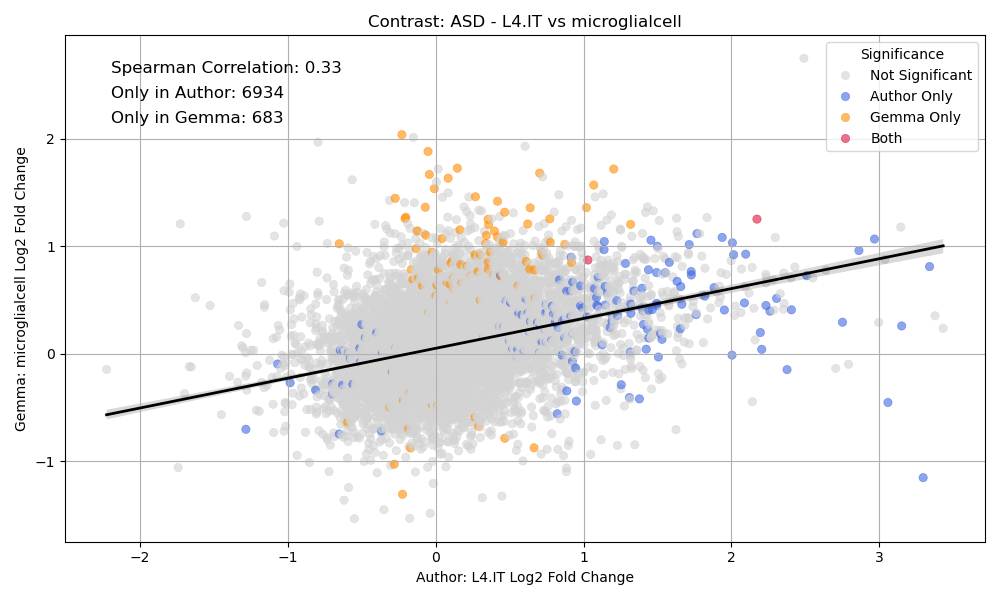 Contrast: ASD - L4.IT vs microglialcell
Spearman Correlation: 0.33
Only in Author: 6934
Only in Gemma: 683
Significance
Not Significant
Author Only
Gemma Only
Both
Gemma: microglialcell Log2 Fold Change
2
1
0
−1
−2
−1
0
1
2
3
Author: L4.IT Log2 Fold Change